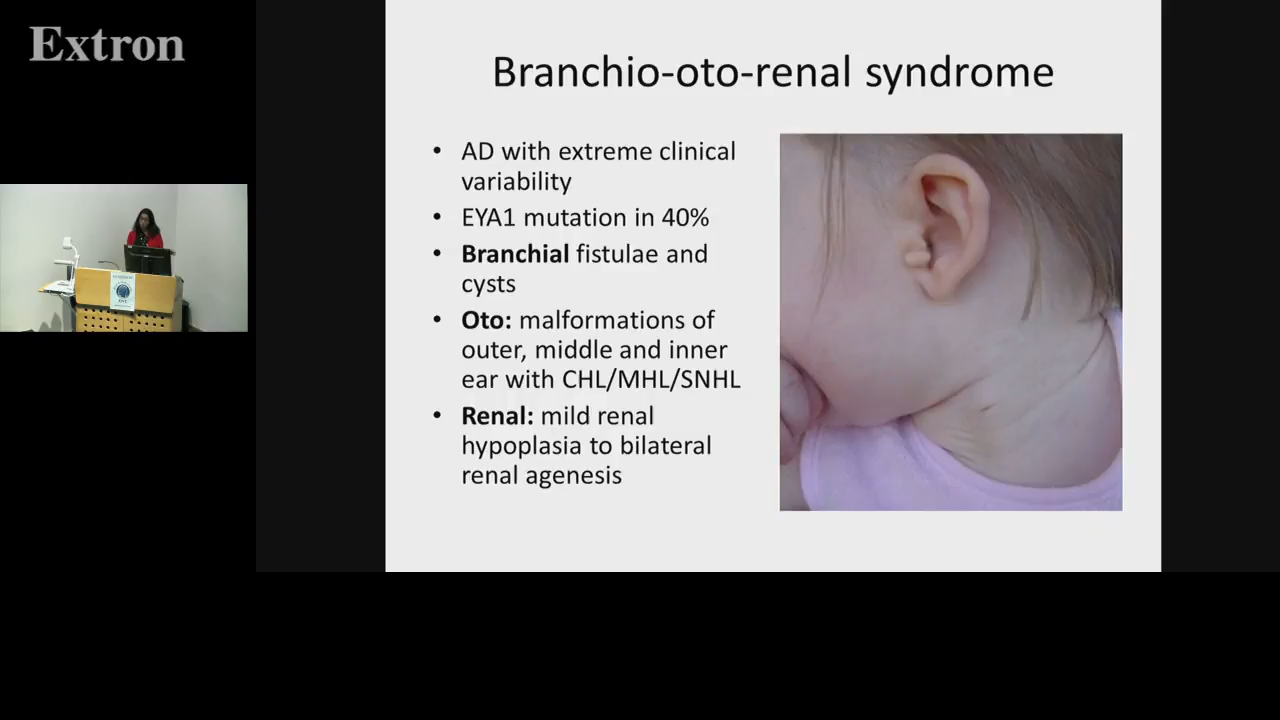 Extron
Branchio-oto-renal syndrome
• AD with extreme clinical
variability
• EYA1 mutation in 40%
• Branchial fistulae and
cysts
• Oto: malformations of
outer, middle and inner
ear with CHL/MHL/SNHL
• Renal: mild renal
hypoplasia to bilateral
renal agenesis